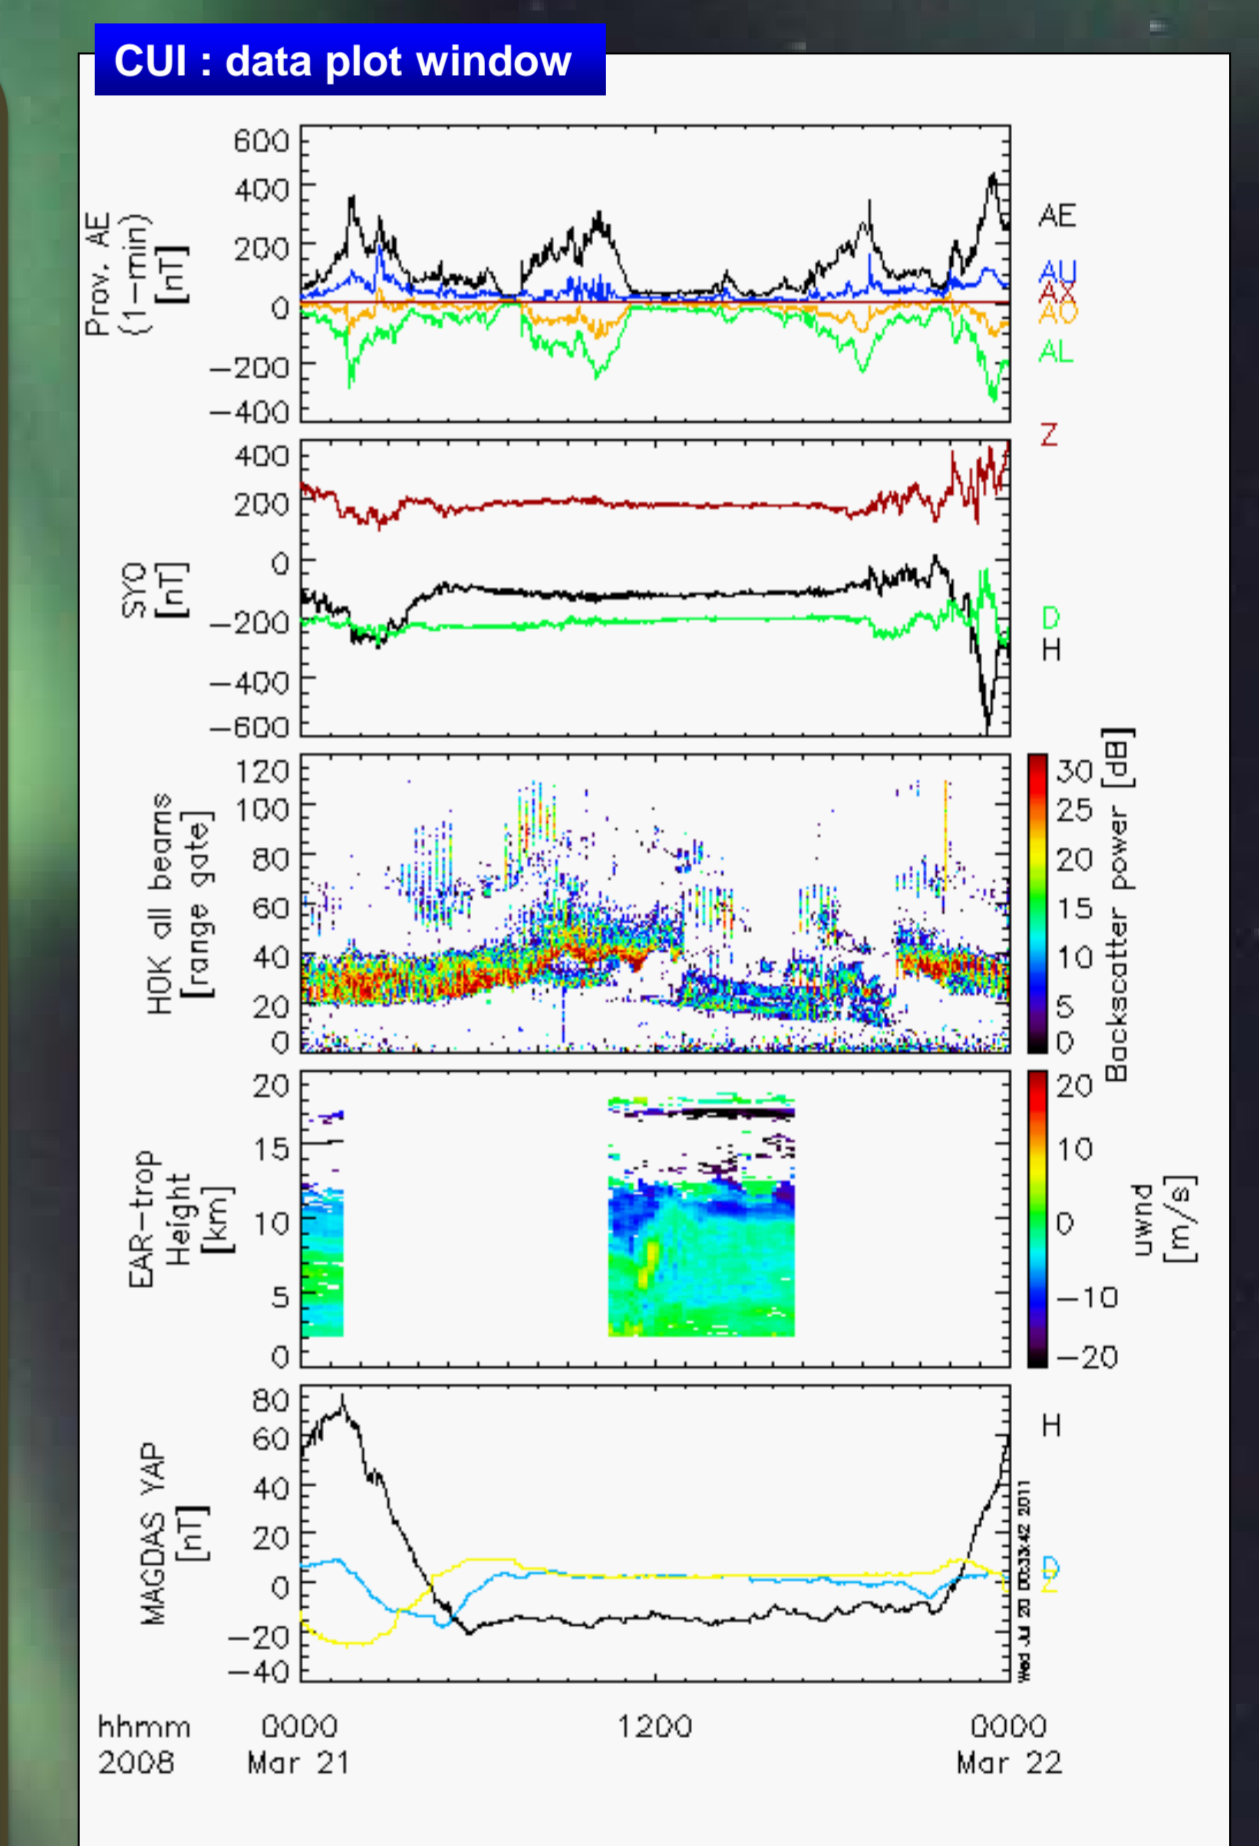 CUI : data plot window
Prov. AE
(1-min)
[nT]
600
400
200
0
-200
-400
AE
AU
AX
AO
AL
SYO
[nT]
400
200
0
-200
-400
-600
Z
D
H
HOK all beams
[range gate]
120
100
80
60
40
20
0
30
25
20
15
10
5
0
Backscatter power [dB]
EAR-trop
Height
[km]
20
15
10
5
0
20
10
0
-10
-20
uwnd
[m/s]
MAGDAS YAP
[nT]
80
60
40
20
0
-20
-40
H
D
Z
hhmm 0000 1200 0000
2008 Mar 21 Mar 22